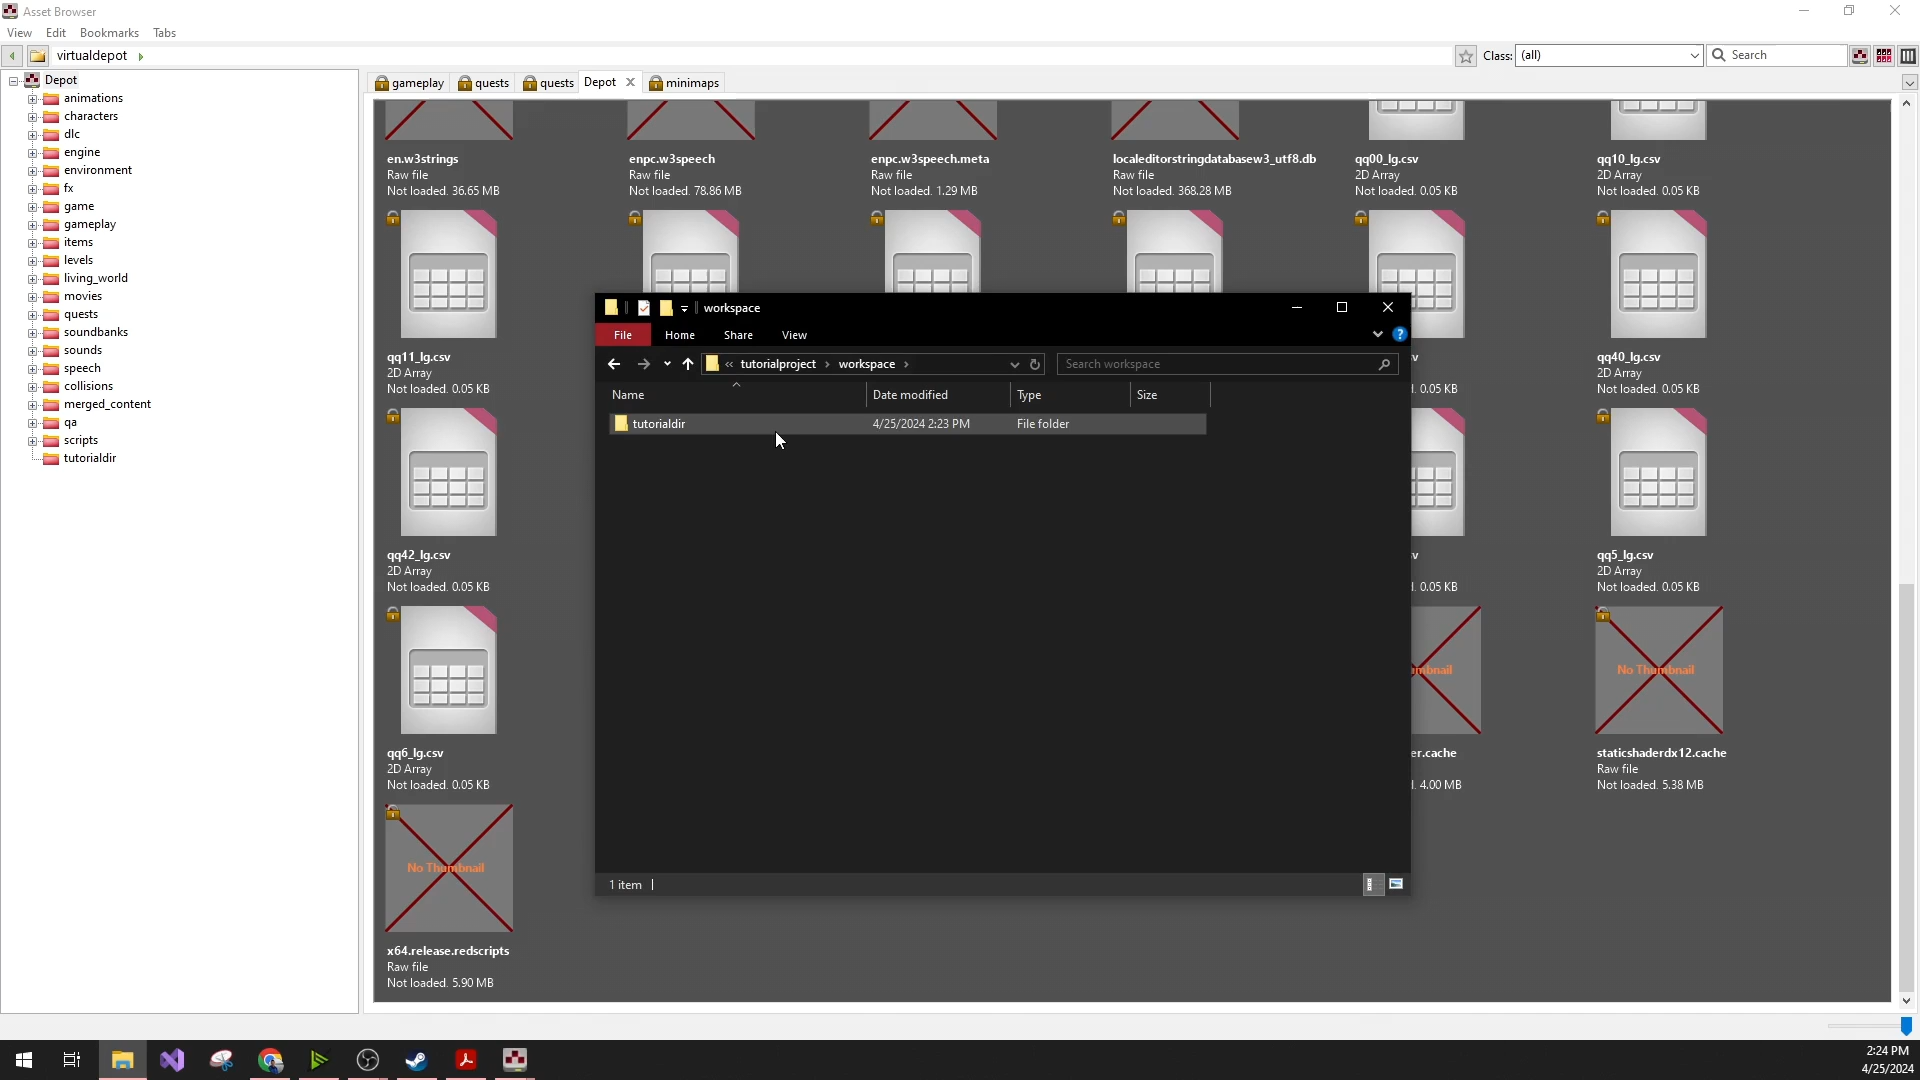 Asset Browser
View Edit Bookmarks Tabs
virtualdepot
Class: (all) Search
gameplay quests quests Depot minimaps
Depot
animations
characters
dlc
engine
environment
fx
game
gameplay
items
levels
living_world
movies
quests
soundbanks
sounds
speech
collisions
merged_content
qa
scripts
tutorialdir
en.w3strings
Raw file
Not loaded. 36.65 MB
enpc.w3speech
Raw file
Not loaded. 78.86 MB
enpc.w3speech.meta
Raw file
Not loaded. 1.29 MB
localeditorstringdatabasew3_utf8.db
Raw file
Not loaded. 368.28 MB
qq00_lg.csv
2D Array
Not loaded. 0.05 KB
qq10_lg.csv
2D Array
Not loaded. 0.05 KB
qq11_lg.csv
2D Array
Not loaded. 0.05 KB
qq40_lg.csv
2D Array
Not loaded. 0.05 KB
qq42_lg.csv
2D Array
Not loaded. 0.05 KB
0.05 KB
qq5_lg.csv
2D Array
Not loaded. 0.05 KB
qq6_lg.csv
2D Array
Not loaded. 0.05 KB
er.cache
4.00 MB
No Thumbnail
staticshaderdx12.cache
Raw file
Not loaded. 5.38 MB
No Thumbnail
x64.release.redscripts
Raw file
Not loaded. 5.90 MB
workspace
File Home Share View
« tutorialproject › workspace ›
Search workspace
Name Date modified Type Size
tutorialdir 4/25/2024 2:23 PM File folder
1 item
2:24 PM
4/25/2024